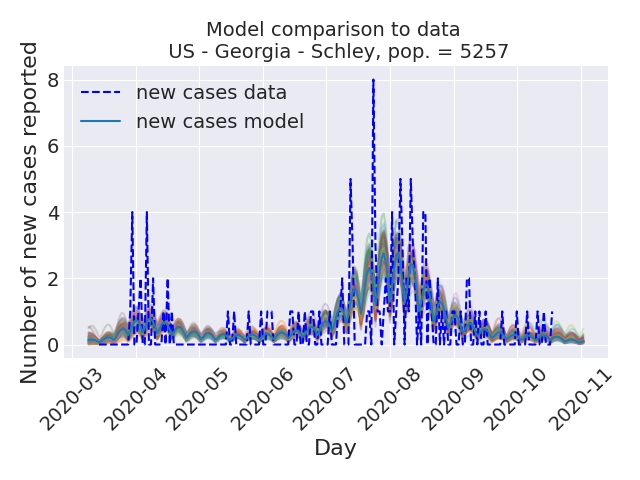 Model comparison to data
US - Georgia - Schley, pop. = 5257
Number of new cases reported
8
6
4
2
0
new cases data
new cases model
2020-03
2020-04
2020-05
2020-06
2020-07
2020-08
2020-09
2020-10
2020-11
Day